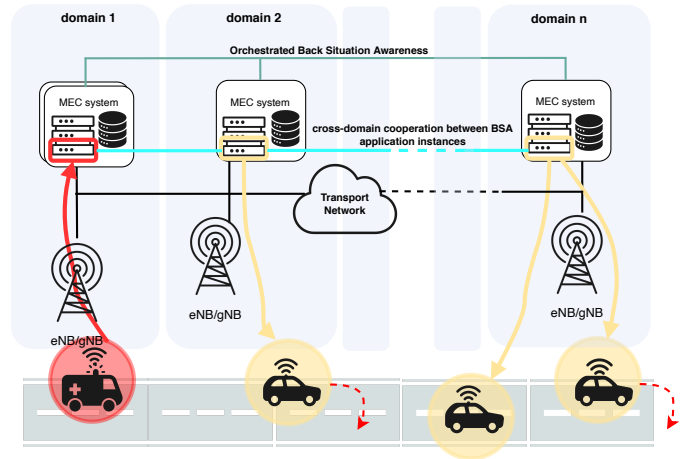 domain 1
domain 2
domain n
Orchestrated Back Situation Awareness
MEC system
MEC system
MEC system
cross-domain cooperation between BSA
application instances
Transport
Network
eNB/gNB
eNB/gNB
eNB/gNB